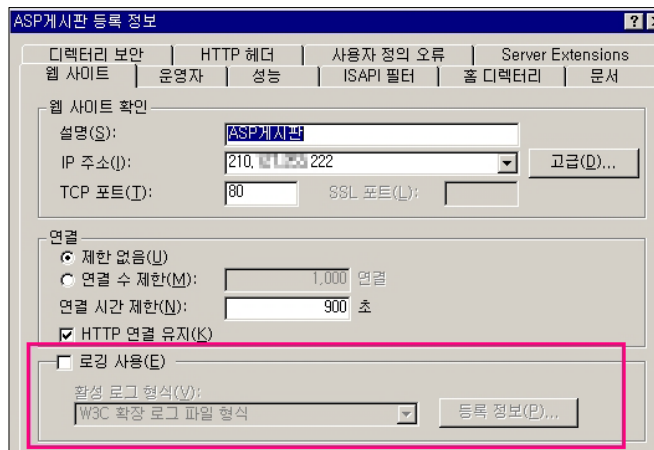 ASP게시판 등록 정보
디렉터리 보안 HTTP 헤더 사용자 정의 오류 Server Extensions
웹 사이트 운영자 성능 ISAPI 필터 홈 디렉터리 문서
웹 사이트 확인
설명(S): ASP게시판
IP 주소(I): 210, 222 고급(D)...
TCP 포트(T): 80 SSL 포트(L):
연결
제한 없음(U)
연결 수 제한(M): 1,000 연결
연결 시간 제한(N): 900 초
HTTP 연결 유지(K)
로깅 사용(E)
활성 로그 형식(V):
W3C 확장 로그 파일 형식 등록 정보(P)...